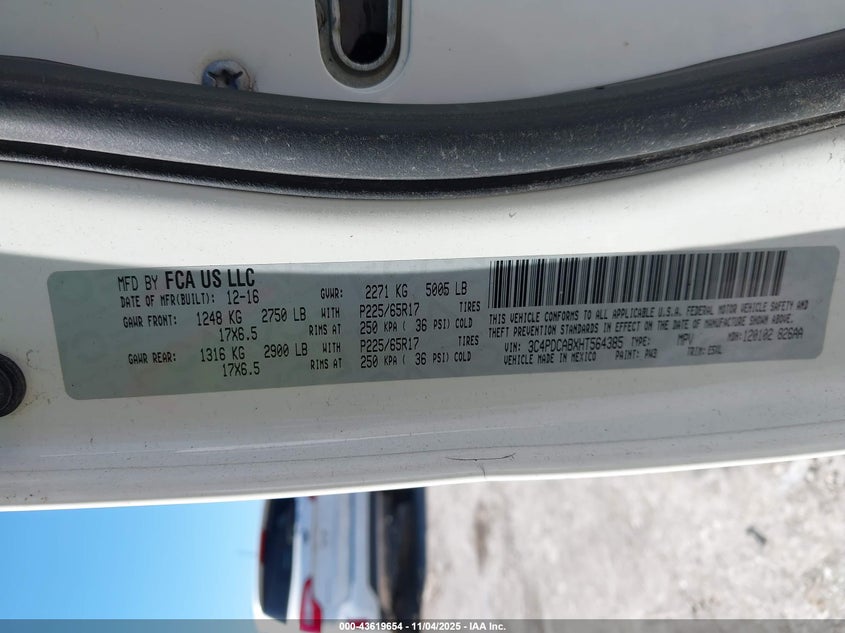 MFD BY FCA US LLC
DATE OF MFR(BUILT): 12-16 GVWR: 2271 KG 5005 LB
GAWR FRONT: 1248 KG 2750 LB WITH P225/65R17 TIRES
17X6.5 RIMS AT 250 KPA ( 36 PSI) COLD
GAWR REAR: 1316 KG 2900 LB WITH P225/65R17 TIRES
17X6.5 RIMS AT 250 KPA ( 36 PSI) COLD
THIS VEHICLE CONFORMS TO ALL APPLICABLE U.S.A. FEDERAL MOTOR VEHICLE SAFETY AND
THEFT PREVENTION STANDARDS IN EFFECT ON THE DATE OF MANUFACTURE SHOWN ABOVE.
VIN: 3C4PDCABXHT564385 TYPE: MPV MDH: 120102 826AA
VEHICLE MADE IN MEXICO PAINT: PW3 TRIM: E5XL
000-43619654 - 11/04/2025 - IAA Inc.